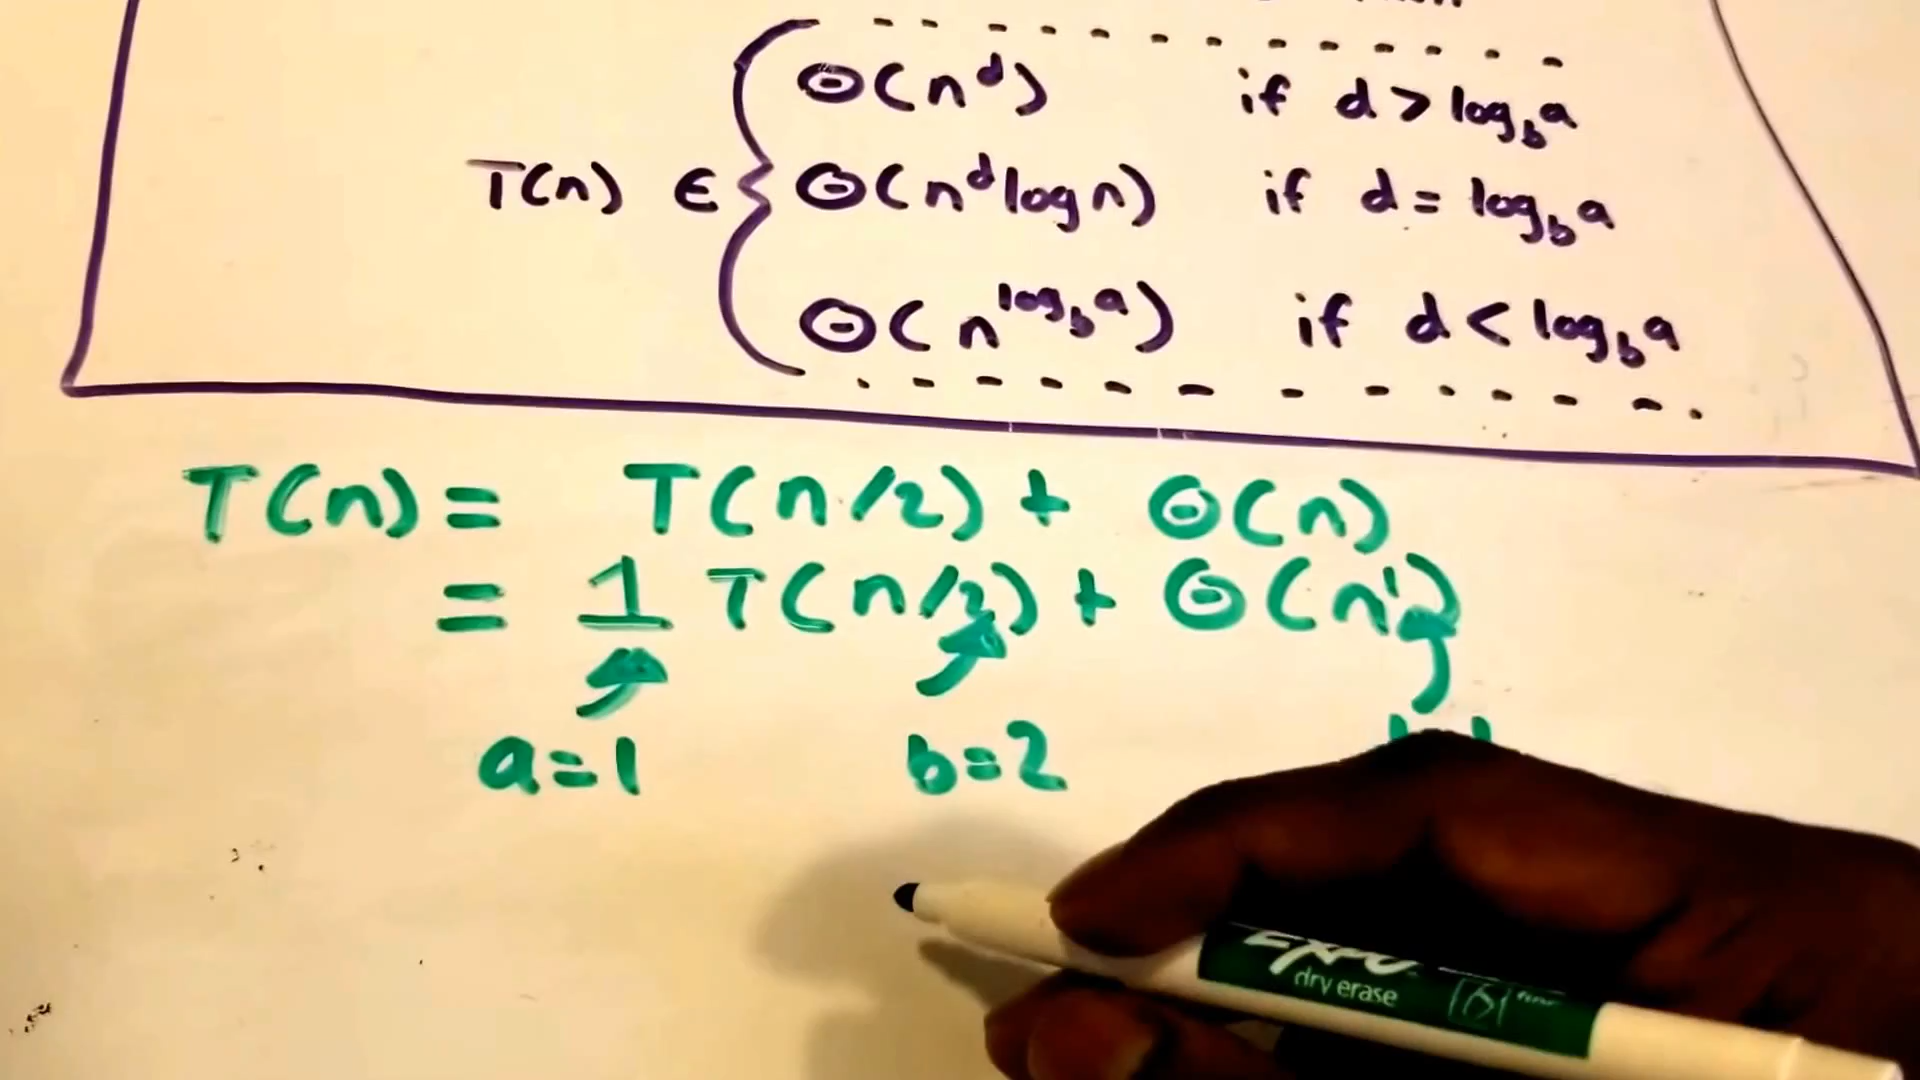 Θ(n^d) if d > log_b a
T(n) ∈ Θ(n^d log n) if d = log_b a
Θ(n^(log_b a)) if d < log_b a
T(n) = T(n/2) + Θ(n)
= 1 T(n/2) + Θ(n^1)
a=1 b=2
EXPO
dry erase